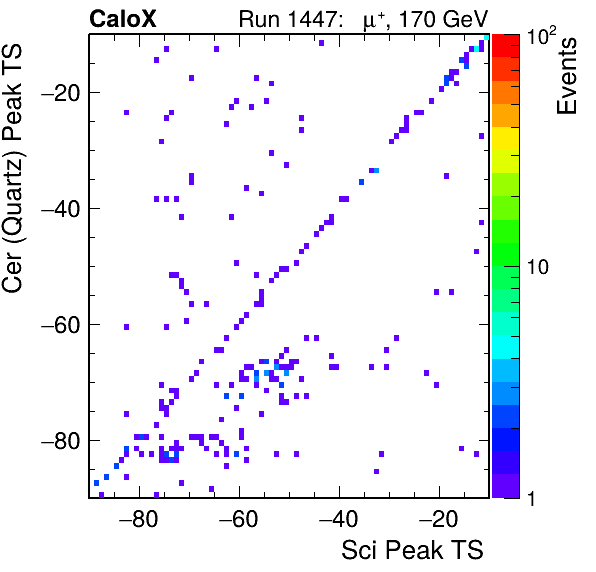 CaloX Run 1447: μ⁺, 170 GeV
Cer (Quartz) Peak TS
−20
−40
−60
−80
−80 −60 −40 −20
Sci Peak TS
10²
10
1
Events